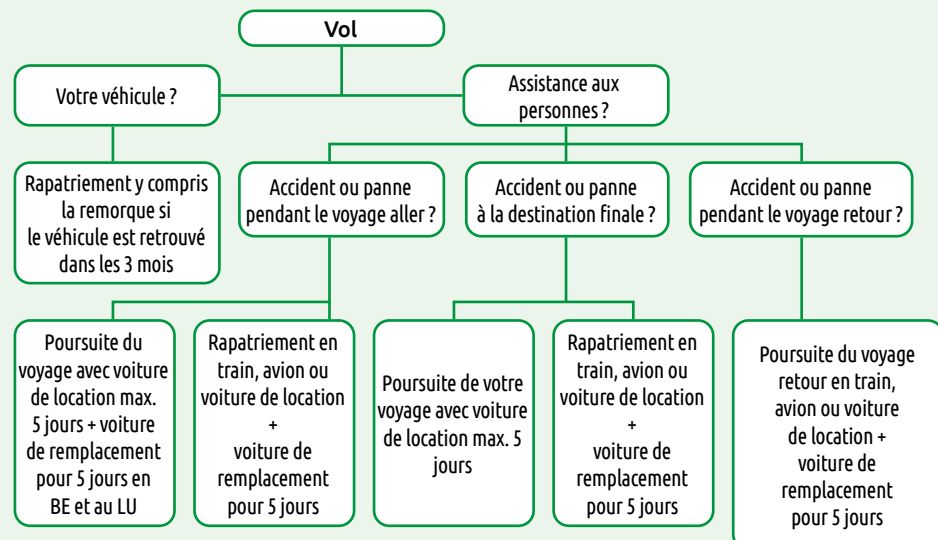 Vol
Votre véhicule ?
Assistance aux
personnes ?
Rapatriement y compris
la remorque si
le véhicule est retrouvé
dans les 3 mois
Accident ou panne
pendant le voyage aller ?
Accident ou panne
à la destination finale ?
Accident ou panne
pendant le voyage retour ?
Poursuite du
voyage avec voiture
de location max.
5 jours + voiture
de remplacement
pour 5 jours en
BE et au LU
Rapatriement en
train, avion ou
voiture de location
+
voiture de
remplacement
pour 5 jours
Poursuite de votre
voyage avec voiture
de location max. 5
jours
Rapatriement en
train, avion ou
voiture de location
+
voiture de
remplacement
pour 5 jours
Poursuite du voyage
retour en train,
avion ou voiture
de location +
voiture de
remplacement
pour 5 jours